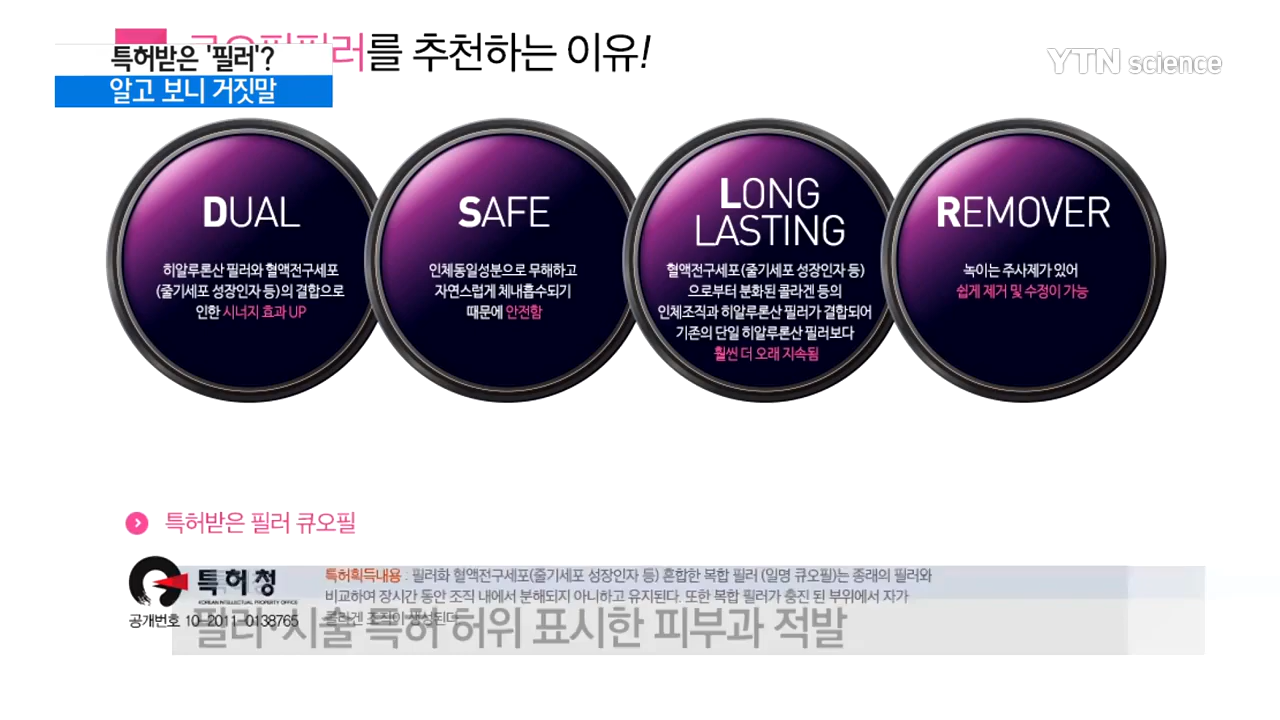 특허받은 '필러'?
알고 보니 거짓말
를 추천하는 이유!
YTN science
DUAL
히알루론산 필러와 혈액전구세포
(줄기세포 성장인자 등)의 결합으로
인한 시너지 효과 UP
SAFE
인체동일성분으로 무해하고
자연스럽게 체내흡수되기
때문에 안전함
LONG
LASTING
혈액전구세포(줄기세포 성장인자 등)
으로부터 분화된 콜라겐 등의
인체조직과 히알루론산 필러가 결합되어
기존의 단일 히알루론산 필러보다
훨씬 더 오래 지속됨
REMOVER
녹이는 주사제가 있어
쉽게 제거 및 수정이 가능
특허받은 필러 큐오필
특허청
KOREAN INTELLECTUAL PROPERTY OFFICE
공개번호 10-2011-0138765
특허획득내용 : 필러화 혈액전구세포(줄기세포 성장인자 등) 혼합한 복합 필러 (일명 큐오필)는 종래의 필러와
비교하여 장시간 동안 조직 내에서 분해되지 아니하고 유지된다. 또한 복합 필러가 충진 된 부위에서 자가
콜라겐 조직이 생성된다
필러·시술 특허 허위 표시한 피부과 적발